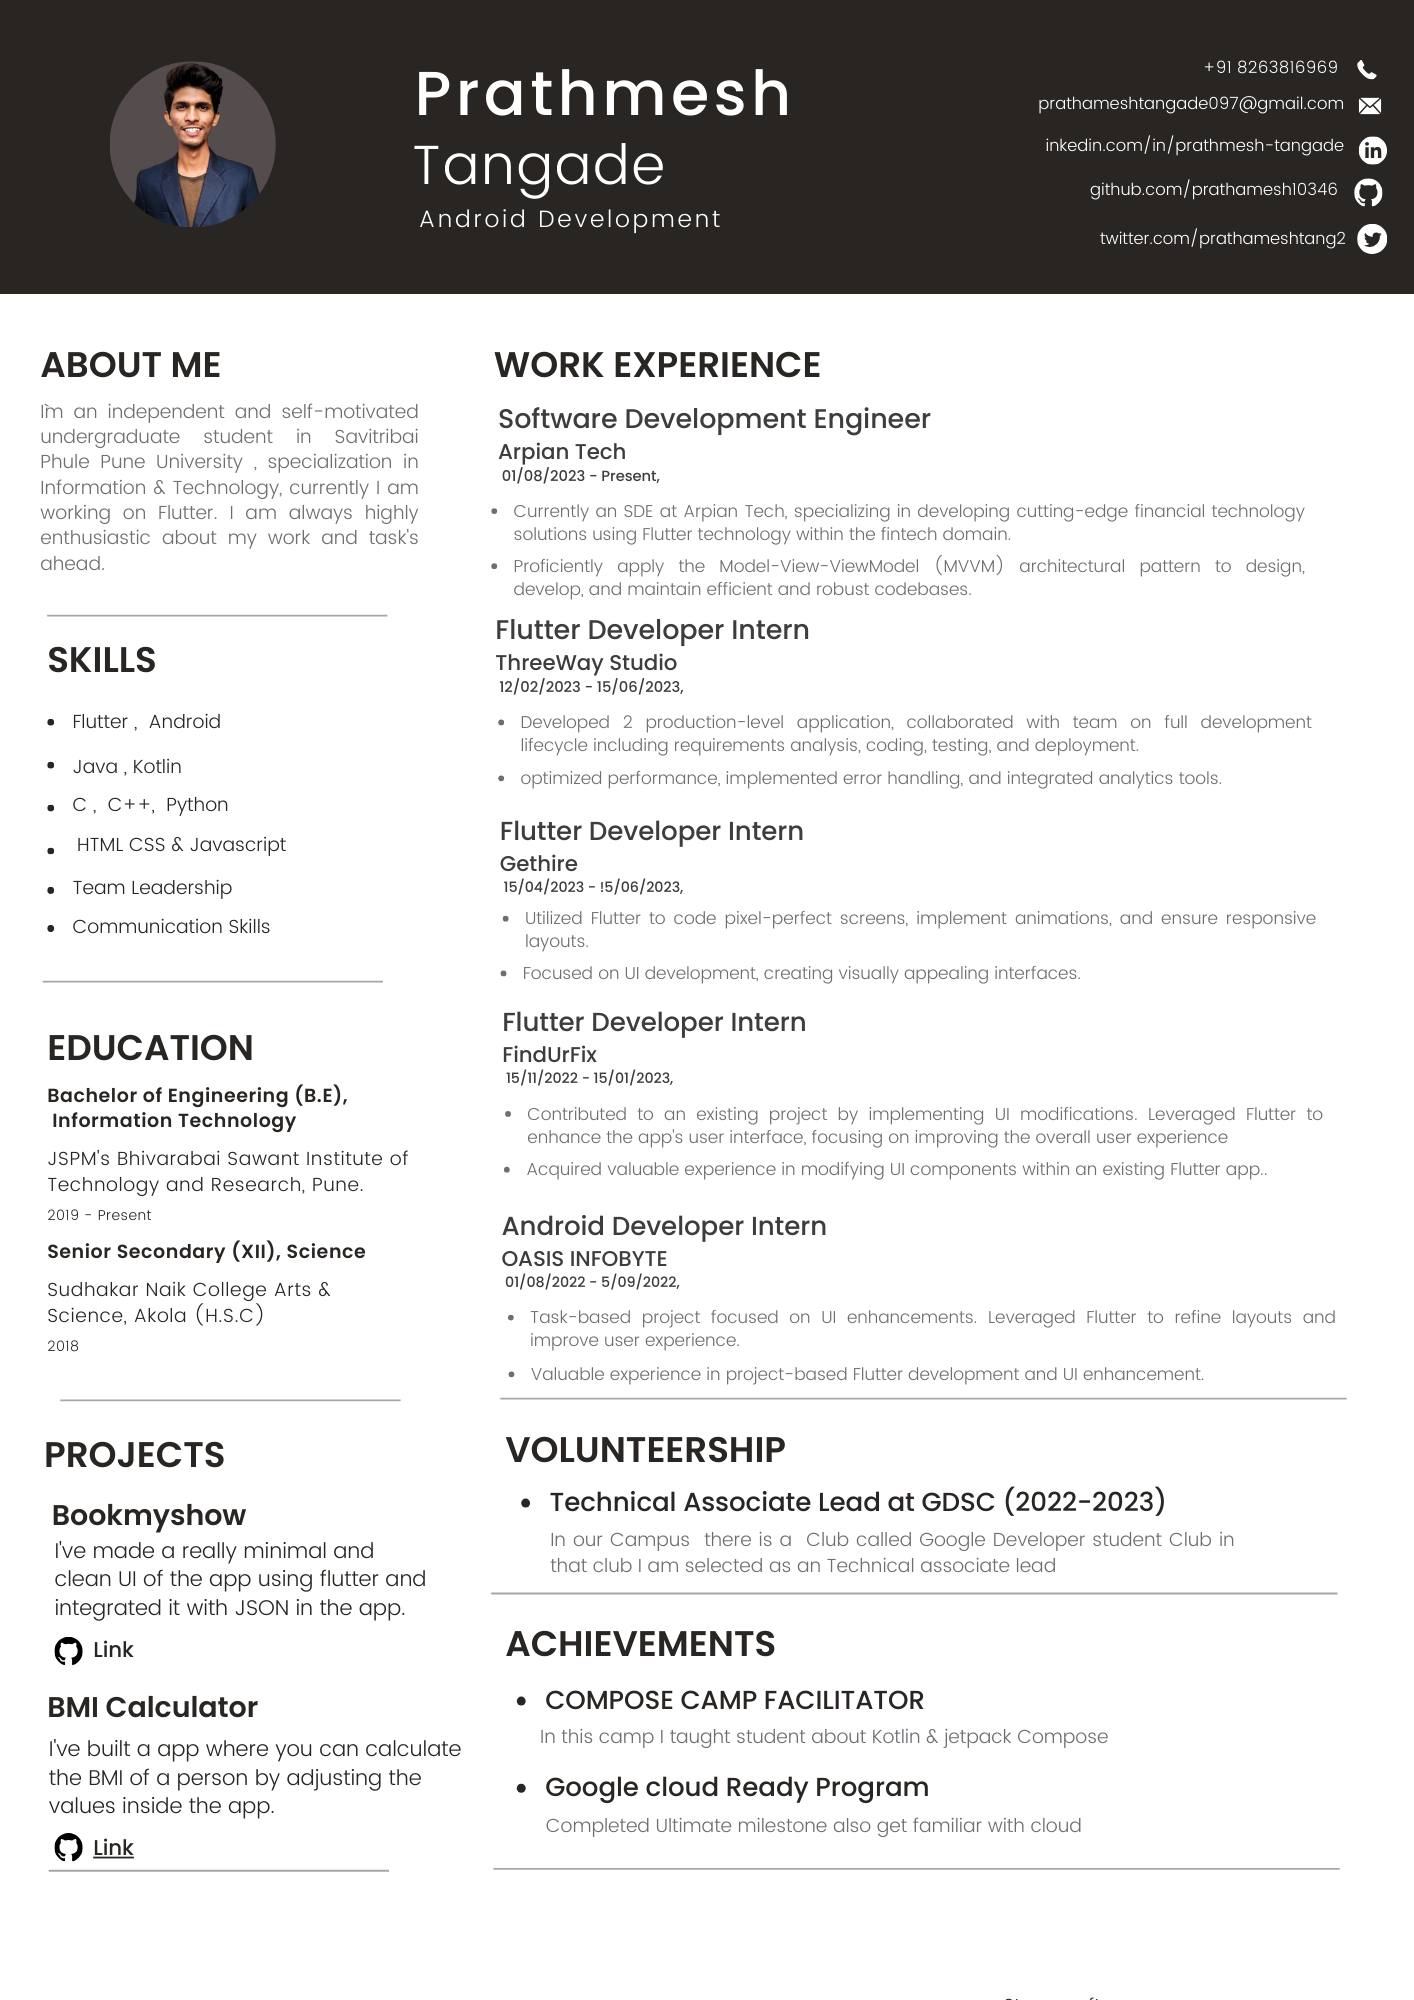 Prathmesh
Tangade
Android Development
+91 8263816969
prathameshtangade097@gmail.com
inkedin.com/in/prathmesh-tangade
github.com/prathamesh10346
twitter.com/prathameshtang2
ABOUT ME
I`m an independent and self-motivated
undergraduate student in Savitribai
Phule Pune University , specialization in
Information & Technology, currently I am
working on Flutter. I am always highly
enthusiastic about my work and task's
ahead.
SKILLS
• Flutter , Android
• Java , Kotlin
• C , C++, Python
• HTML CSS & Javascript
• Team Leadership
• Communication Skills
EDUCATION
Bachelor of Engineering (B.E),
Information Technology
JSPM's Bhivarabai Sawant Institute of
Technology and Research, Pune.
2019 - Present
Senior Secondary (XII), Science
Sudhakar Naik College Arts &
Science, Akola (H.S.C)
2018
PROJECTS
Bookmyshow
I've made a really minimal and
clean UI of the app using flutter and
integrated it with JSON in the app.
Link
BMI Calculator
I've built a app where you can calculate
the BMI of a person by adjusting the
values inside the app.
Link
WORK EXPERIENCE
Software Development Engineer
Arpian Tech
01/08/2023 - Present,
• Currently an SDE at Arpian Tech, specializing in developing cutting-edge financial technology
solutions using Flutter technology within the fintech domain.
• Proficiently apply the Model-View-ViewModel (MVVM) architectural pattern to design,
develop, and maintain efficient and robust codebases.
Flutter Developer Intern
ThreeWay Studio
12/02/2023 - 15/06/2023,
• Developed 2 production-level application, collaborated with team on full development
lifecycle including requirements analysis, coding, testing, and deployment.
• optimized performance, implemented error handling, and integrated analytics tools.
Flutter Developer Intern
Gethire
15/04/2023 - !5/06/2023,
• Utilized Flutter to code pixel-perfect screens, implement animations, and ensure responsive
layouts.
• Focused on UI development, creating visually appealing interfaces.
Flutter Developer Intern
FindUrFix
15/11/2022 - 15/01/2023,
• Contributed to an existing project by implementing UI modifications. Leveraged Flutter to
enhance the app's user interface, focusing on improving the overall user experience
• Acquired valuable experience in modifying UI components within an existing Flutter app..
Android Developer Intern
OASIS INFOBYTE
01/08/2022 - 5/09/2022,
• Task-based project focused on UI enhancements. Leveraged Flutter to refine layouts and
improve user experience.
• Valuable experience in project-based Flutter development and UI enhancement.
VOLUNTEERSHIP
• Technical Associate Lead at GDSC (2022-2023)
In our Campus there is a Club called Google Developer student Club in
that club I am selected as an Technical associate lead
ACHIEVEMENTS
• COMPOSE CAMP FACILITATOR
In this camp I taught student about Kotlin & jetpack Compose
• Google cloud Ready Program
Completed Ultimate milestone also get familiar with cloud